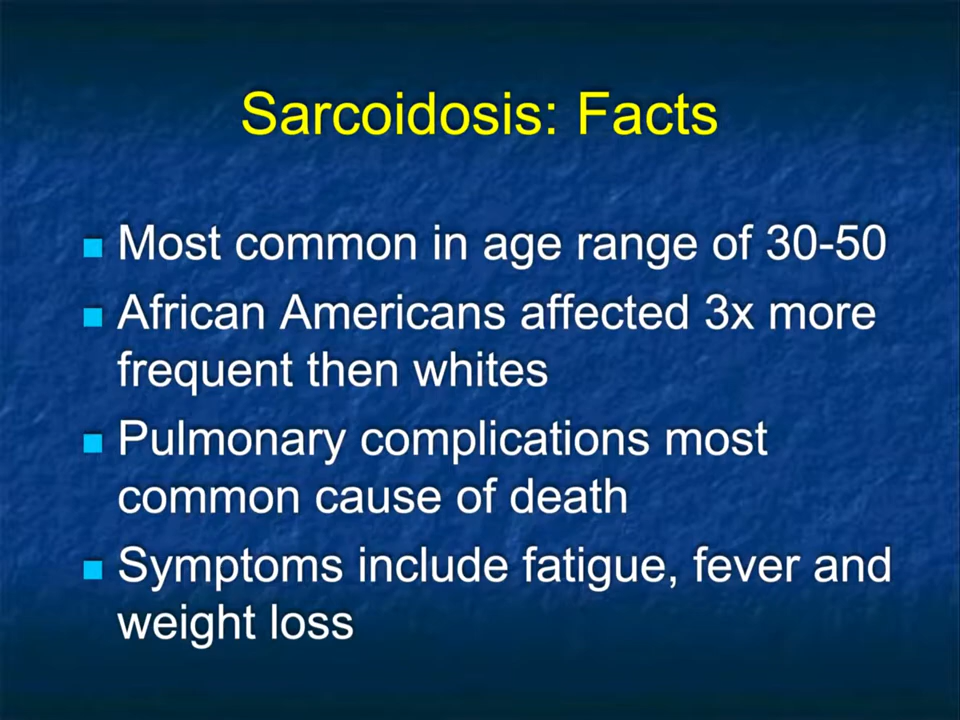 Sarcoidosis: Facts
Most common in age range of 30-50
African Americans affected 3x more
frequent then whites
Pulmonary complications most
common cause of death
Symptoms include fatigue, fever and
weight loss